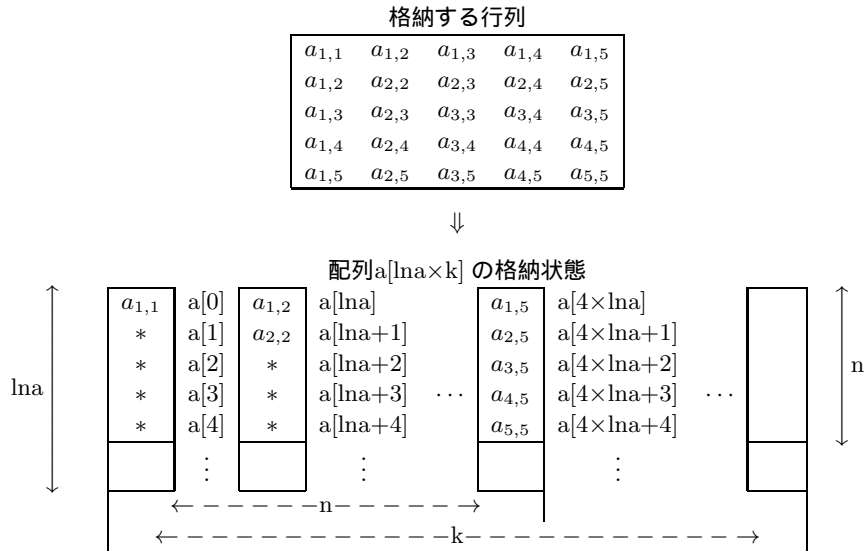 格納する行列
a1,1 a1,2 a1,3 a1,4 a1,5
a1,2 a2,2 a2,3 a2,4 a2,5
a1,3 a2,3 a3,3 a3,4 a3,5
a1,4 a2,4 a3,4 a4,4 a4,5
a1,5 a2,5 a3,5 a4,5 a5,5
⇓
配列a[lna×k] の格納状態
a1,1 a[0] a1,2 a[lna] a1,5 a[4×lna]
* a[1] a2,2 a[lna+1] a2,5 a[4×lna+1]
* a[2] * a[lna+2] a3,5 a[4×lna+2] n
lna * a[3] * a[lna+3] ⋯ a4,5 a[4×lna+3] ⋯
* a[4] * a[lna+4] a5,5 a[4×lna+4]
⋮ ⋮ ⋮
n
k